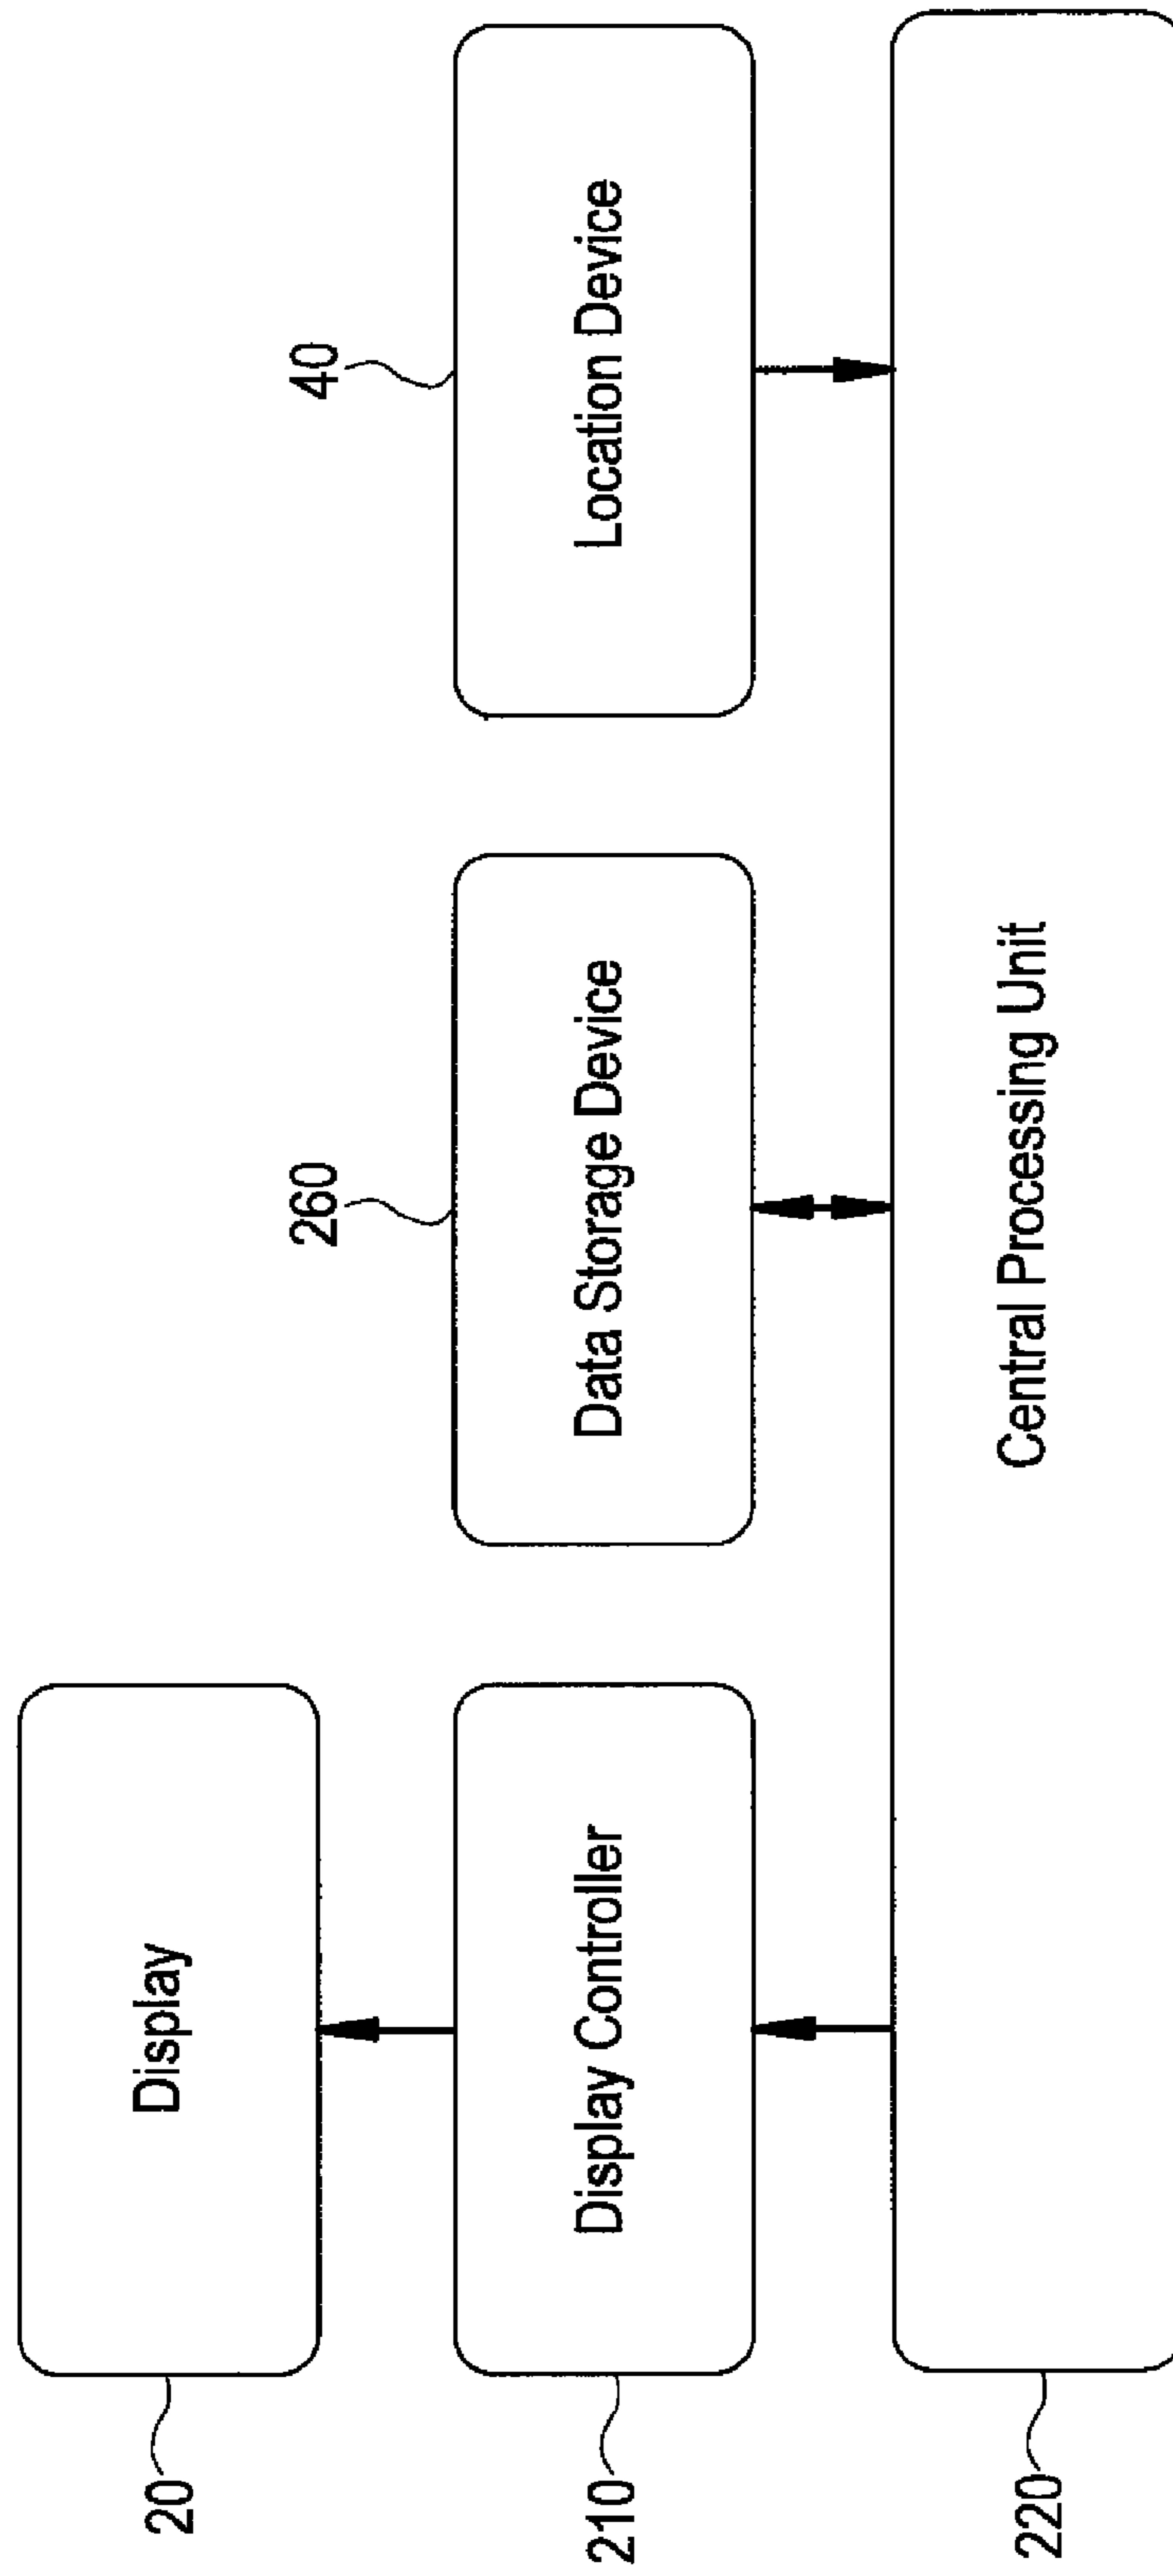 20
Display
210
Display Controller
260
Data Storage Device
40
Location Device
220
Central Processing Unit